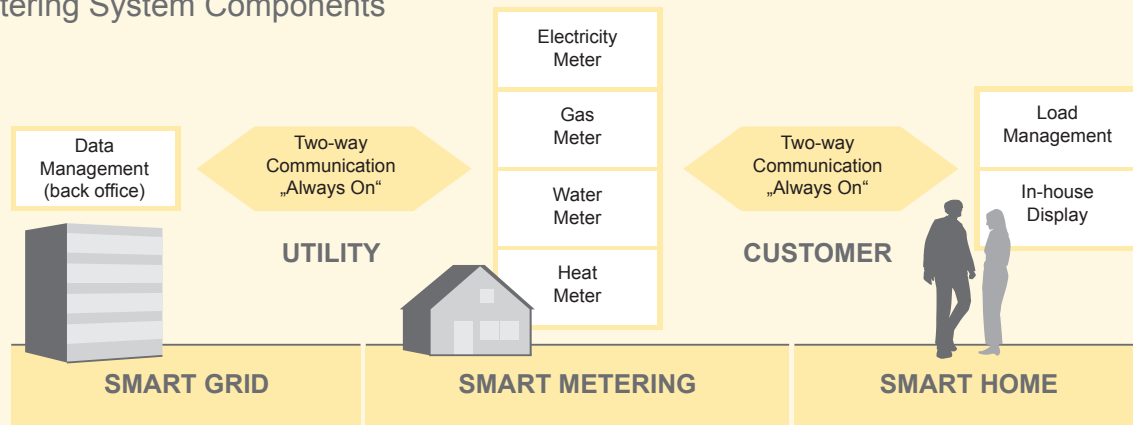 System Components
Electricity
Meter
Gas
Meter
Water
Meter
Heat
Meter
Data
Management
(back office)
Two-way
Communication
„Always On“
UTILITY
Two-way
Communication
„Always On“
CUSTOMER
Load
Management
In-house
Display
SMART GRID
SMART METERING
SMART HOME